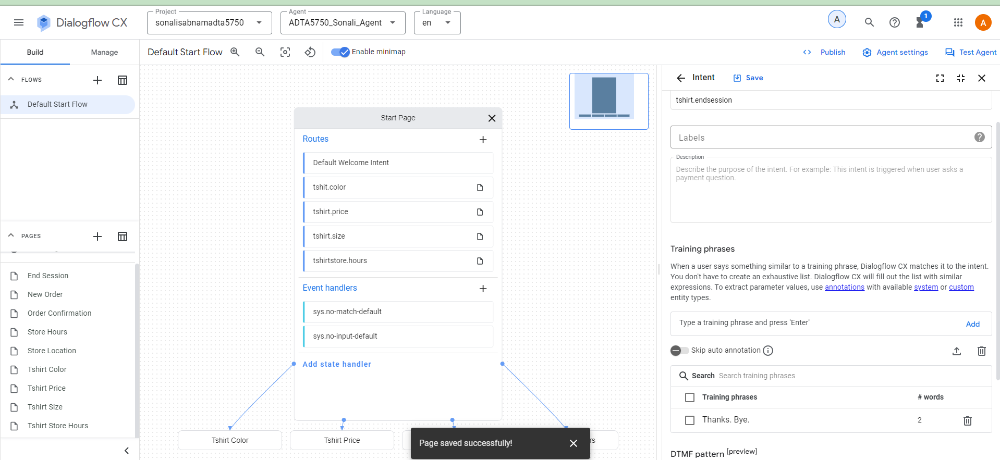 Dialogflow CX
Project
sonalisabnamadta5750
Agent
ADTA5750_Sonali_Agent
Language
en
A
1
A
Build
Manage
Default Start Flow
Enable minimap
Publish
Agent settings
Test Agent
FLOWS
Default Start Flow
PAGES
End Session
New Order
Order Confirmation
Store Hours
Store Location
Tshirt Color
Tshirt Price
Tshirt Size
Tshirt Store Hours
Start Page
Routes
Default Welcome Intent
tshit.color
tshirt.price
tshirt.size
tshirtstore.hours
Event handlers
sys.no-match-default
sys.no-input-default
Add state handler
Tshirt Color
Tshirt Price
rs
Page saved successfully!
Intent
Save
tshirt.endsession
Labels
Description
Describe the purpose of the intent. For example: This intent is triggered when user asks a
payment question.
Training phrases
When a user says something similar to a training phrase, Dialogflow CX matches it to the intent.
You don't have to create an exhaustive list. Dialogflow CX will fill out the list with similar
expressions. To extract parameter values, use annotations with available system or custom
entity types.
Type a training phrase and press 'Enter'
Add
Skip auto annotation
Search Search training phrases
Training phrases # words
Thanks. Bye. 2
DTMF pattern [preview]